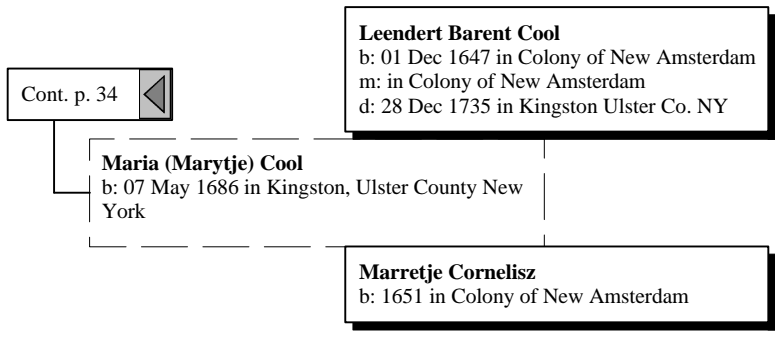 Leendert Barent Cool
b: 01 Dec 1647 in Colony of New Amsterdam
m: in Colony of New Amsterdam
d: 28 Dec 1735 in Kingston Ulster Co. NY
Cont. p. 34
Maria (Marytje) Cool
b: 07 May 1686 in Kingston, Ulster County New
York
Marretje Cornelisz
b: 1651 in Colony of New Amsterdam